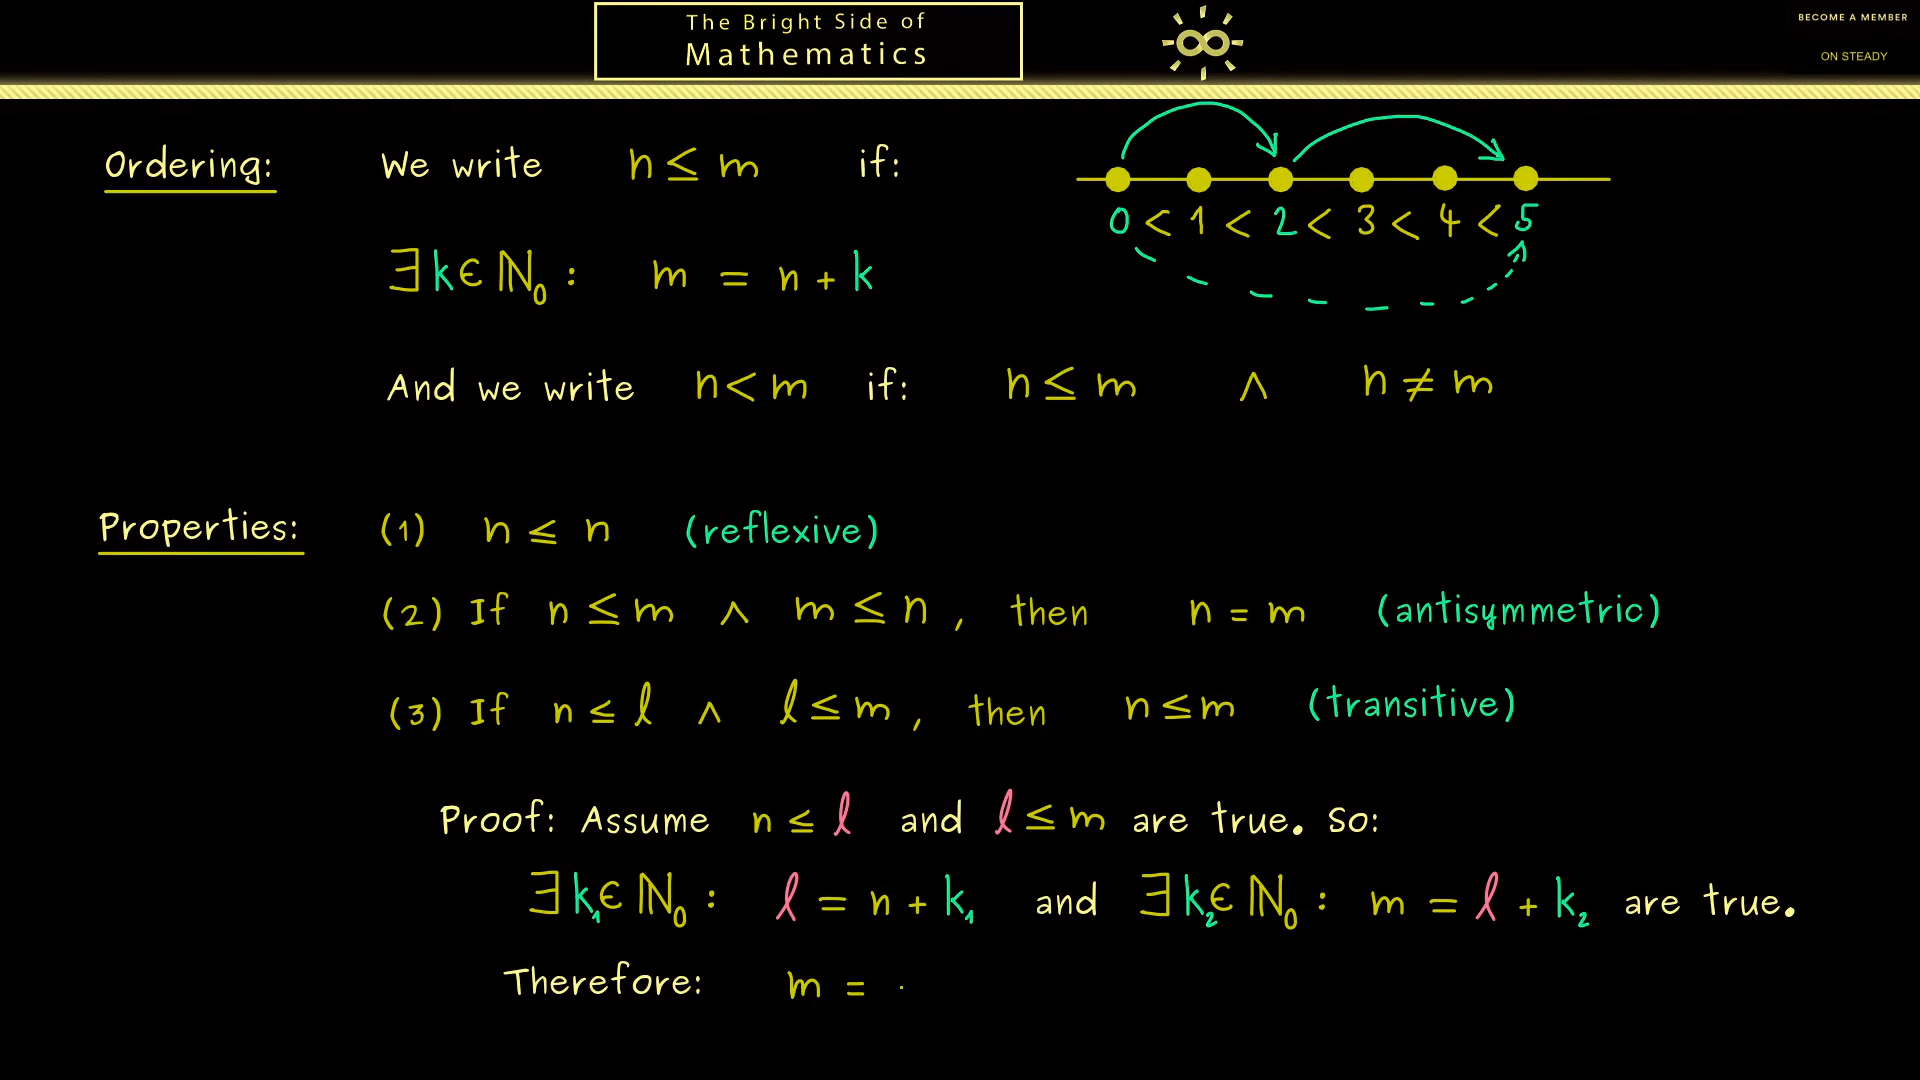 The Bright Side of
Mathematics
BECOME A MEMBER
ON STEADY
Ordering: We write n ≤ m if:
0 < 1 < 2 < 3 < 4 < 5
∃k∈ℕ₀ : m = n + k
And we write n < m if: n ≤ m ∧ n ≠ m
Properties: (1) n ≤ n (reflexive)
(2) If n ≤ m ∧ m ≤ n , then n = m (antisymmetric)
(3) If n ≤ l ∧ l ≤ m , then n ≤ m (transitive)
Proof: Assume n ≤ l and l ≤ m are true. So:
∃k₁∈ℕ₀ : l = n + k₁ and ∃k₂∈ℕ₀ : m = l + k₂ are true.
Therefore: m =